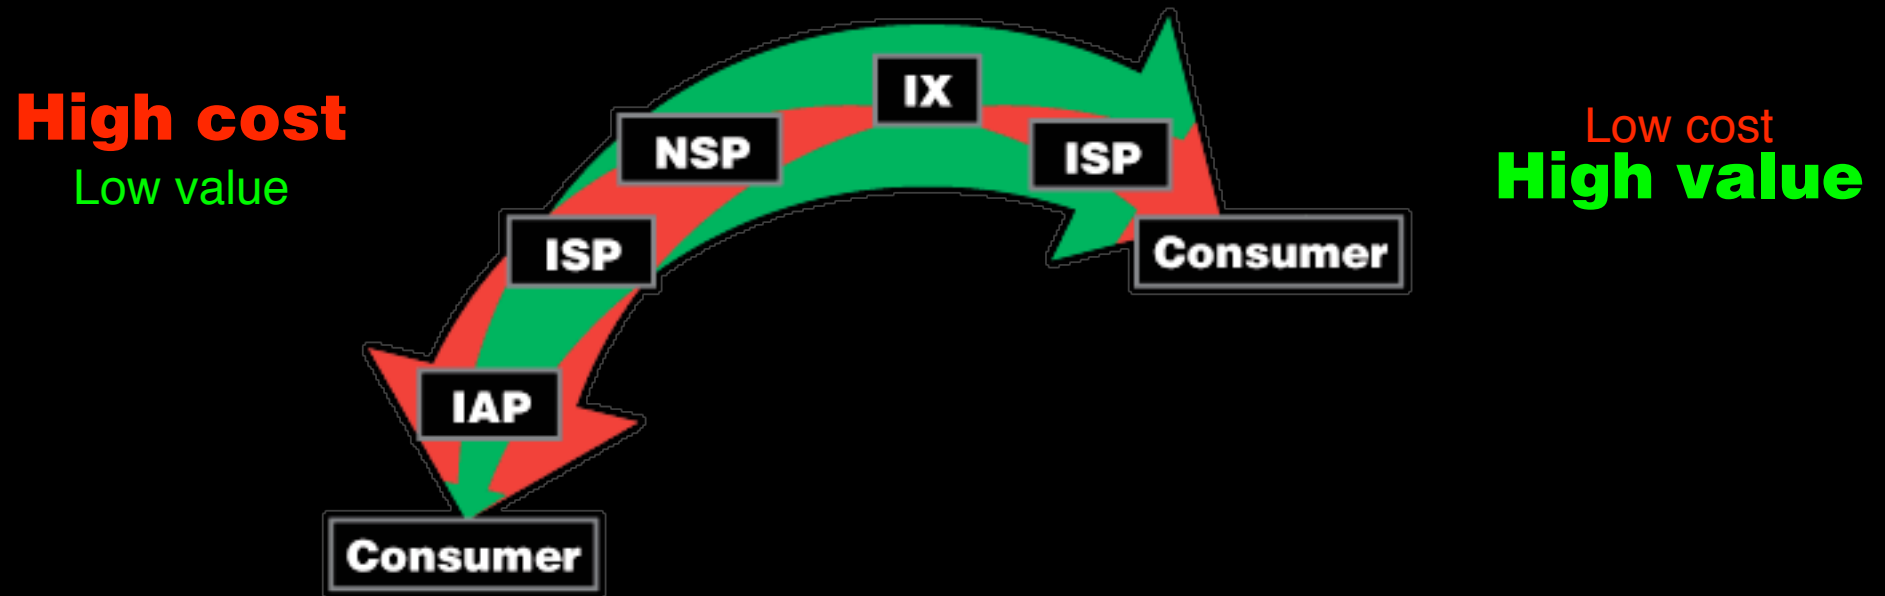 High cost
Low value
IX
NSP
ISP
ISP
IAP
Consumer
Consumer
Low cost
High value